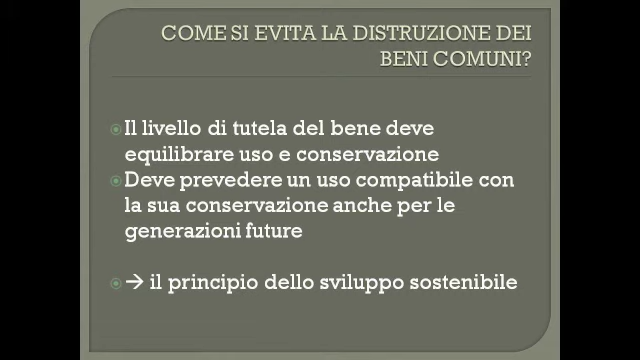 COME SI EVITA LA DISTRUZIONE DEI
BENI COMUNI?
Il livello di tutela del bene deve
equilibrare uso e conservazione
Deve prevedere un uso compatibile con
la sua conservazione anche per le
generazioni future
→ il principio dello sviluppo sostenibile